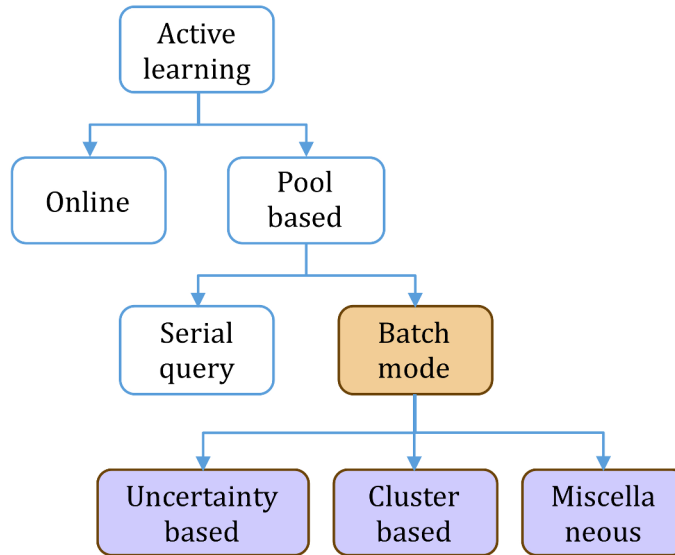 Active
learning
Online
Pool
based
Serial
query
Batch
mode
Uncertainty
based
Cluster
based
Miscella
neous